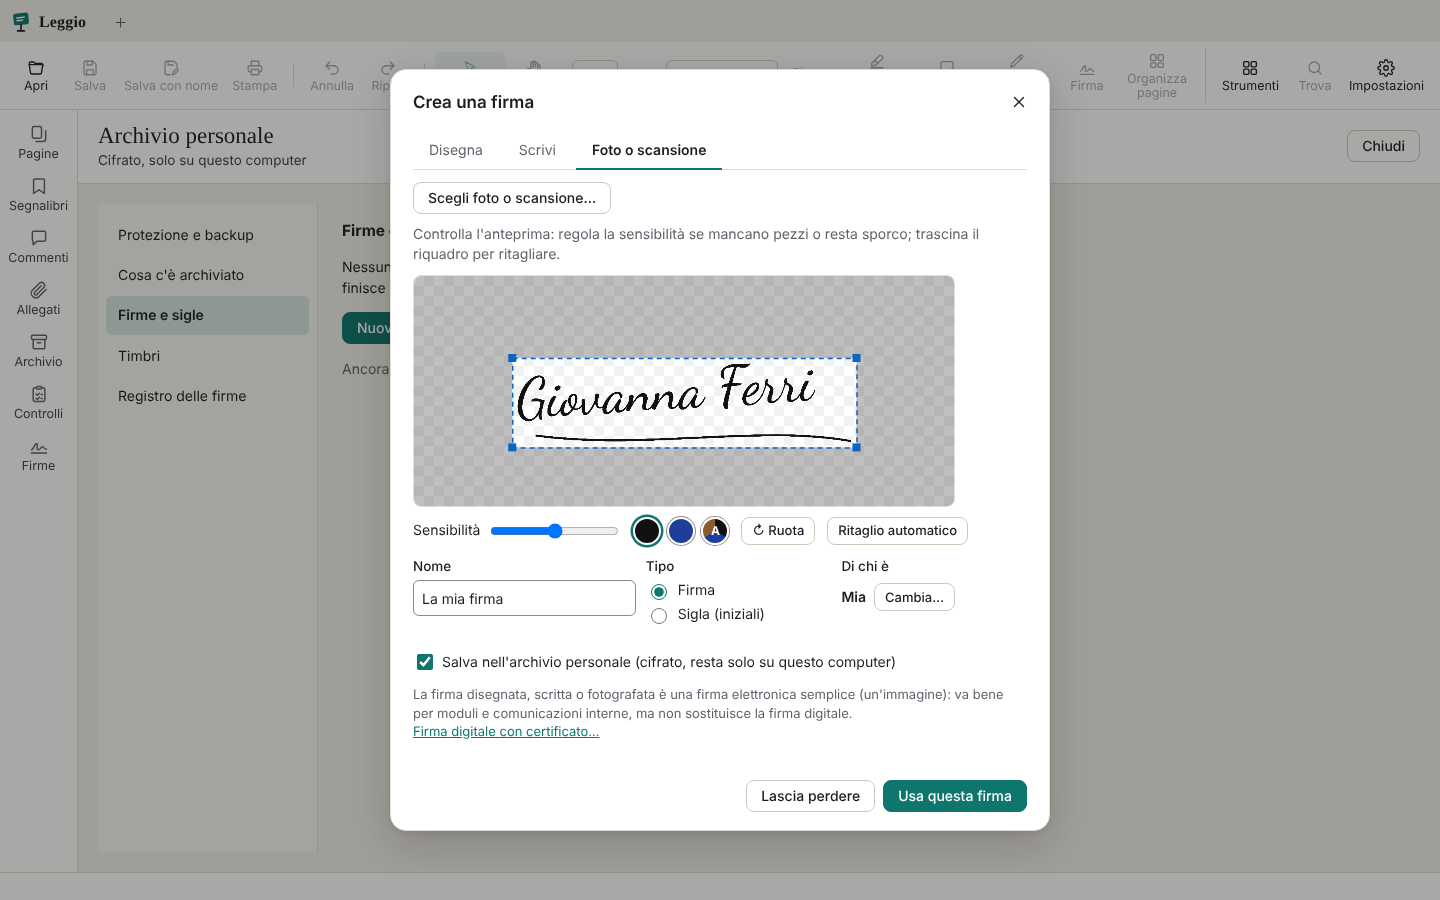 Leggio
Apri
Salva
Salva con nome
Stampa
Annulla
Firma
Organizza
pagine
Strumenti
Trova
Impostazioni
Pagine
Segnalibri
Commenti
Allegati
Archivio
Controlli
Firme
Archivio personale
Cifrato, solo su questo computer
Chiudi
Protezione e backup
Cosa c'è archiviato
Firme e sigle
Timbri
Registro delle firme
Firme
finisce
Ancora
Crea una firma
Disegna
Scrivi
Foto o scansione
Scegli foto o scansione...
Controlla l'anteprima: regola la sensibilità se mancano pezzi o resta sporco; trascina il
riquadro per ritagliare.
Giovanna Ferri
Sensibilità
A
Ruota
Ritaglio automatico
Nome
La mia firma
Tipo
Firma
Sigla (iniziali)
Di chi è
Mia
Cambia...
Salva nell'archivio personale (cifrato, resta solo su questo computer)
La firma disegnata, scritta o fotografata è una firma elettronica semplice (un'immagine): va bene
per moduli e comunicazioni interne, ma non sostituisce la firma digitale.
Firma digitale con certificato...
Lascia perdere
Usa questa firma